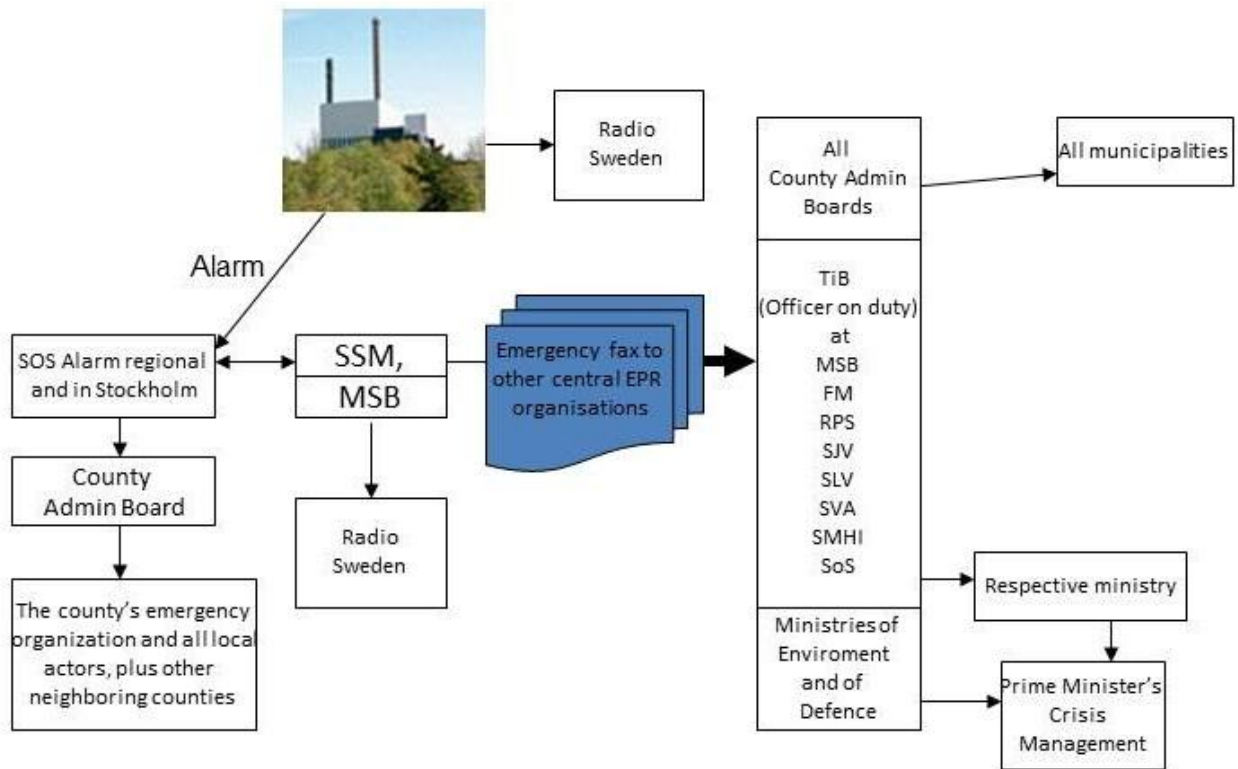 Radio
Sweden
All
County Admin
Boards
All municipalities
Alarm
SOS Alarm regional
and in Stockholm
SSM,
MSB
Emergency fax to
other central EPR
organisations
TiB
(Officer on duty)
at
MSB
FM
RPS
SJV
SLV
SVA
SMHI
SoS
County
Admin Board
Radio
Sweden
The county's emergency
organization and all local
actors, plus other
neighboring counties
Ministries of
Enviroment
and of
Defence
Respective ministry
Prime Minister's
Crisis
Management